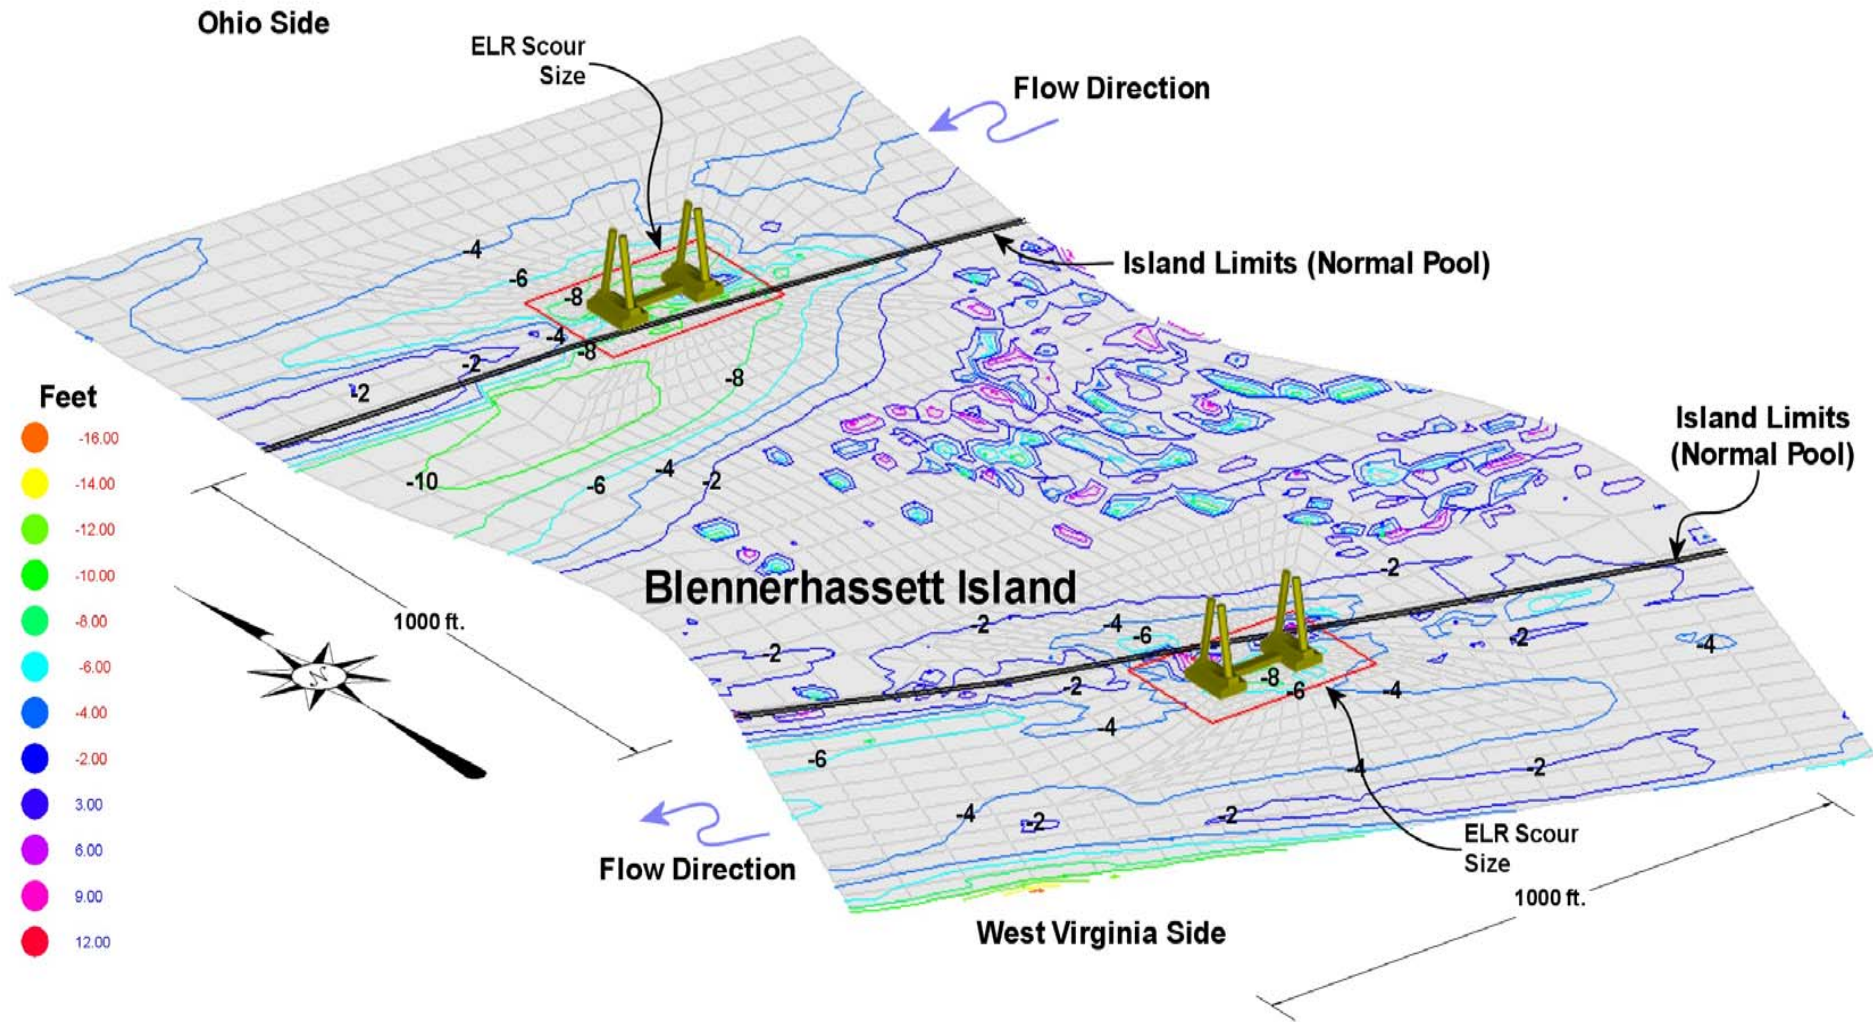 Ohio Side
ELR Scour
Size
Flow Direction
Island Limits (Normal Pool)
Island Limits
(Normal Pool)
-4
-6
-8
-4
-8
-2
-2
-8
-10
-6
-4
-2
Feet
-16.00
-14.00
-12.00
-10.00
-8.00
-6.00
-4.00
-2.00
3.00
6.00
9.00
12.00
1000 ft.
N
Blennerhassett Island
-2
-2
-4
-6
-2
-2
-4
-2
-8
-6
-4
-4
-6
-4
-2
-4
-2
-2
Flow Direction
ELR Scour
Size
1000 ft.
West Virginia Side